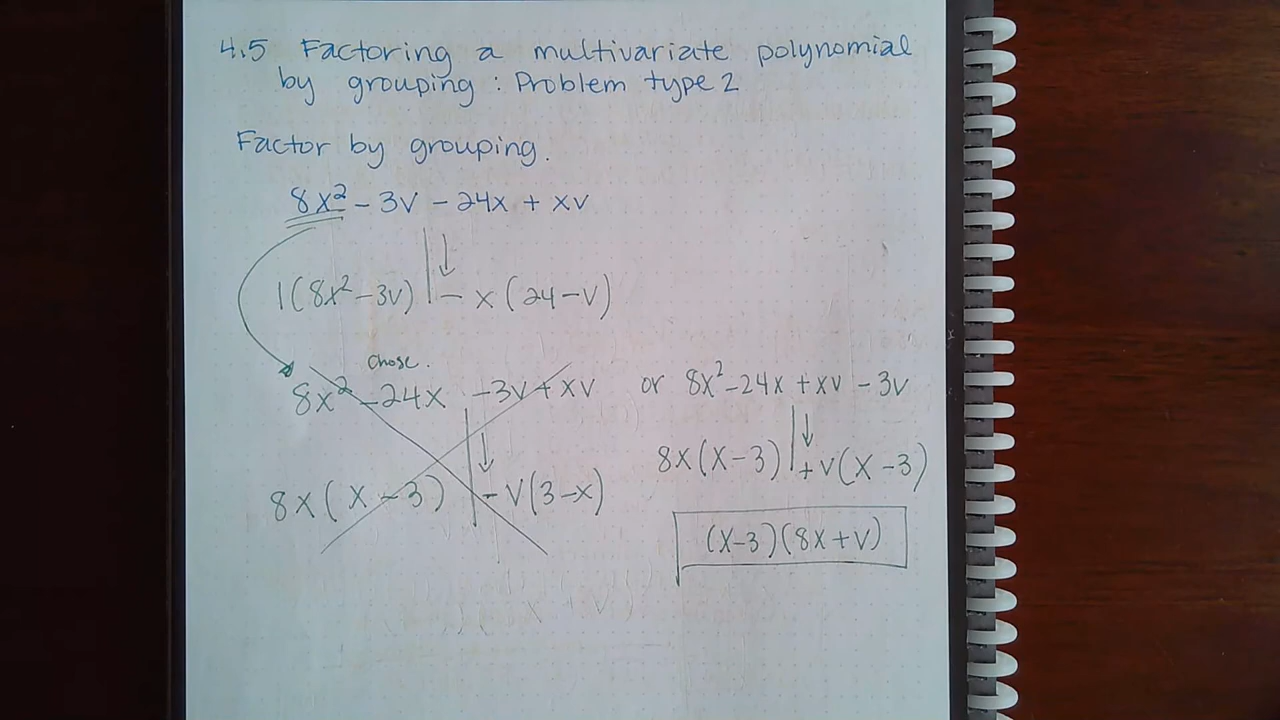 4.5 Factoring a multivariate polynomial
by grouping : Problem type 2
Factor by grouping.
8x² - 3v - 24x + xv
1(8x² - 3v) | - x(24 - v)
chose.
8x² - 24x - 3v + xv
8x(x - 3) | - v(3 - x)
or 8x² - 24x + xv - 3v
8x(x - 3) | + v(x - 3)
(x - 3)(8x + v)